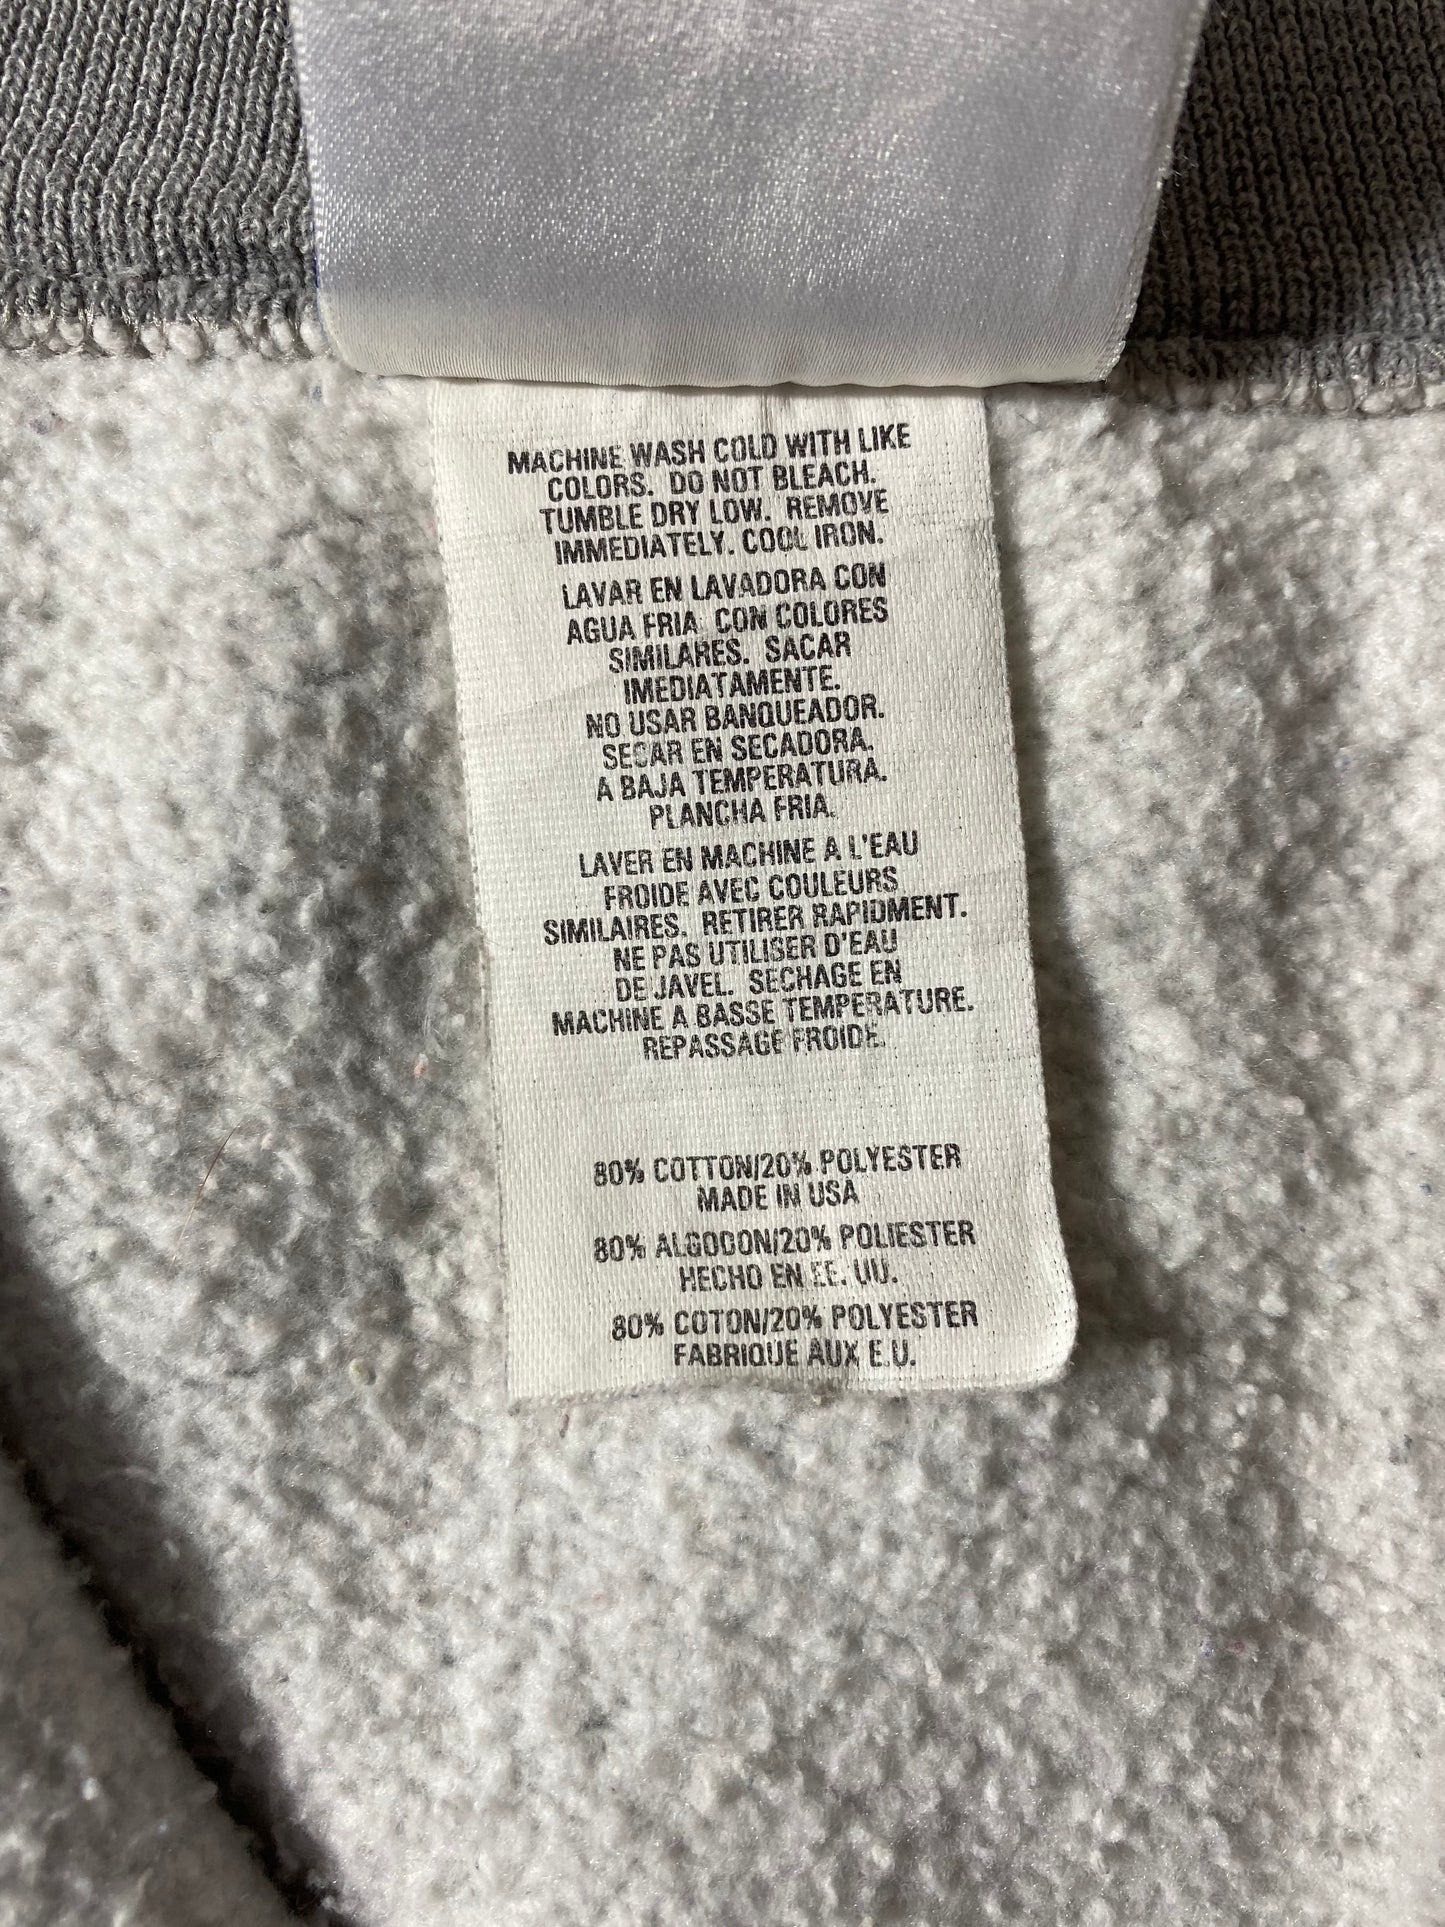 MACHINE WASH COLD WITH LIKE
COLORS. DO NOT BLEACH.
TUMBLE DRY LOW. REMOVE
IMMEDIATELY. COOL IRON.
LAVAR EN LAVADORA CON
AGUA FRIA CON COLORES
SIMILARES. SACAR
IMEDIATAMENTE.
NO USAR BANQUEADOR.
SECAR EN SECADORA.
A BAJA TEMPERATURA.
PLANCHA FRIA.
LAVER EN MACHINE A L'EAU
FROIDE AVEC COULEURS
SIMILAIRES. RETIRER RAPIDMENT.
NE PAS UTILISER D'EAU
DE JAVEL. SECHAGE EN
MACHINE A BASSE TEMPERATURE.
REPASSAGE FROIDE.
80% COTTON/20% POLYESTER
MADE IN USA
80% ALGODON/20% POLIESTER
HECHO EN EE. UU.
80% COTON/20% POLYESTER
FABRIQUE AUX E.U.